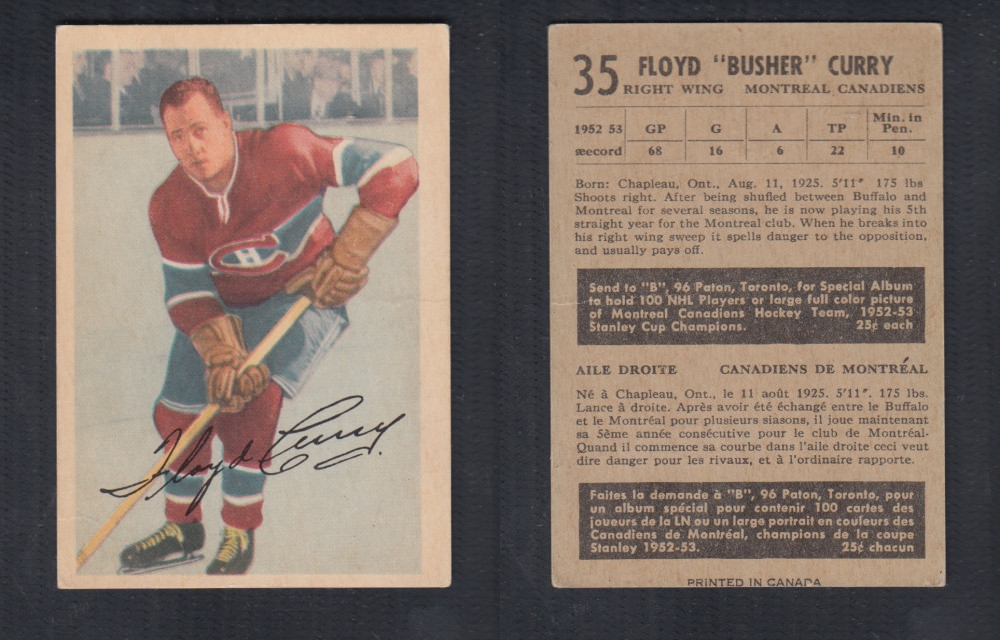 Floyd Curry.
35 FLOYD "BUSHER" CURRY
RIGHT WING MONTREAL CANADIENS
1952 53 GP G A TP Min. in Pen.
æecord 68 16 6 22 10
Born: Chapleau, Ont., Aug. 11, 1925. 5'11" 175 lbs
Shoots right. After being shufled between Buffalo and
Montreal for several seasons, he is now playing his 5th
straight year for the Montreal club. When he breaks into
his right wing sweep it spells danger to the opposition,
and usually pays off.
Send to "B", 96 Paton, Toronto, for Special Album
to hold 100 NHL Players or large full color picture
of Montreal Canadiens Hockey Team, 1952-53
Stanley Cup Champions. 25¢ each
AILE DROITE CANADIENS DE MONTRÉAL
Né à Chapleau, Ont., le 11 août 1925. 5'11". 175 lbs.
Lance à droite. Après avoir été échangé entre le Buffalo
et le Montréal pour plusieurs siasons, il joue maintenant
sa 5ème année consécutive pour le club de Montréal-
Quand il commence sa courbe dans l'aile droite ceci veut
dire danger pour les rivaux, et à l'ordinaire rapporte.
Faites la demande à "B", 96 Paton, Toronto, pour
un album spécial pour contenir 100 cartes des
joueurs de la LN ou un large portrait en couleurs des
Canadiens de Montréal, champions de la coupe
Stanley 1952-53. 25¢ chacun
PRINTED IN CANADA